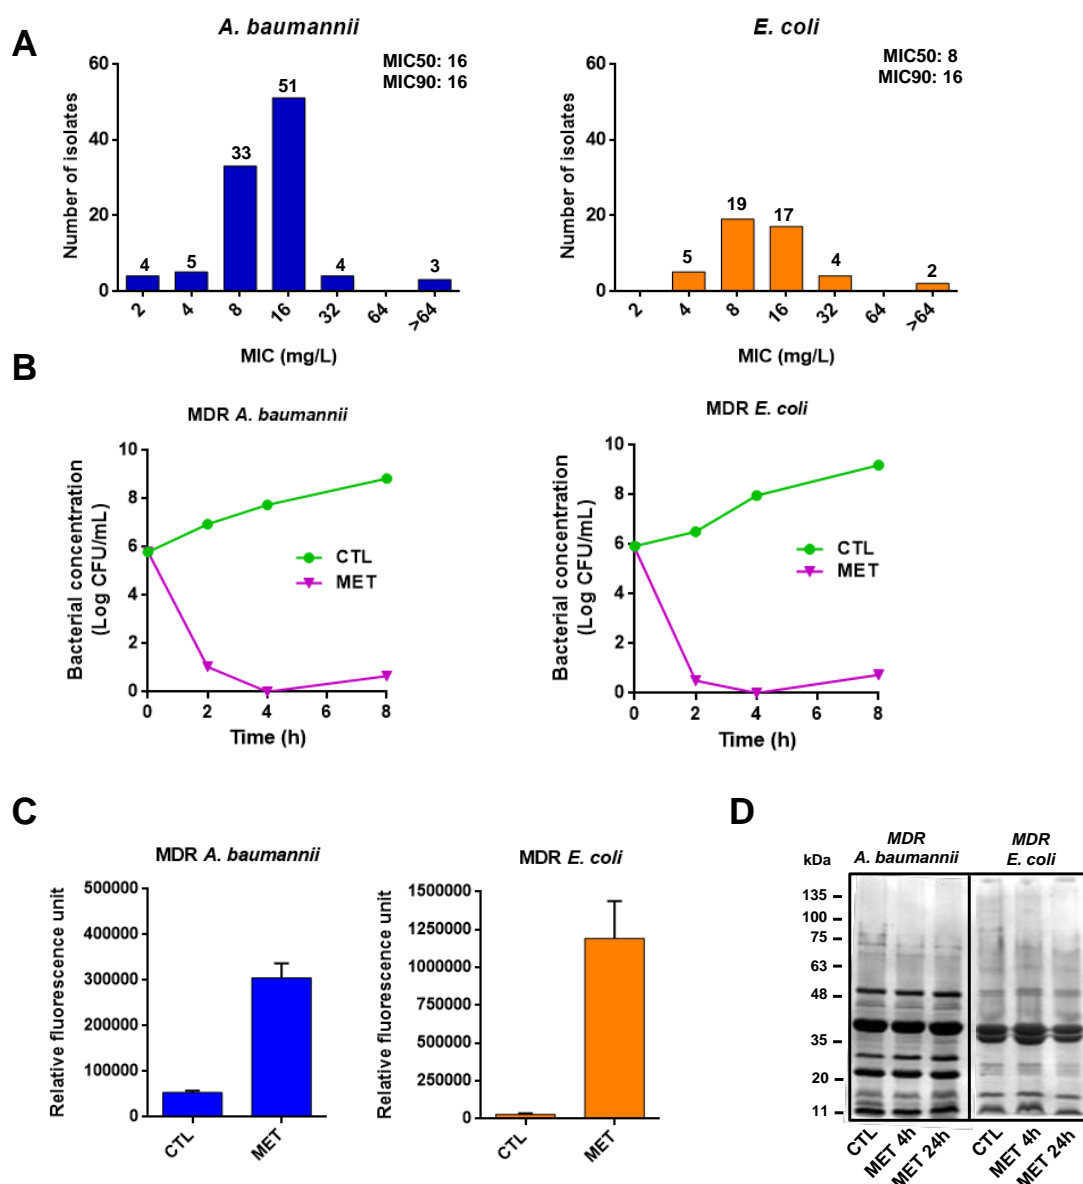 A
A. baumannii
MIC50: 16
MIC90: 16
Number of isolates
60
40
20
0
4
5
33
51
4
3
2
4
8
16
32
64
>64
MIC (mg/L)
E. coli
MIC50: 8
MIC90: 16
Number of isolates
60
40
20
0
5
19
17
4
2
2
4
8
16
32
64
>64
MIC (mg/L)
B
MDR A. baumannii
Bacterial concentration
(Log CFU/mL)
10
8
6
4
2
0
CTL
MET
0
2
4
6
8
Time (h)
MDR E. coli
Bacterial concentration
(Log CFU/mL)
10
8
6
4
2
0
CTL
MET
0
2
4
6
8
Time (h)
C
MDR A. baumannii
Relative fluorescence unit
500000
400000
300000
200000
100000
0
CTL
MET
MDR E. coli
Relative fluorescence unit
1500000
1250000
1000000
750000
500000
250000
0
CTL
MET
D
MDR
A. baumannii
MDR
E. coli
kDa
135
100
75
63
48
35
20
11
CTL
MET 4h
MET 24h
CTL
MET 4h
MET 24h